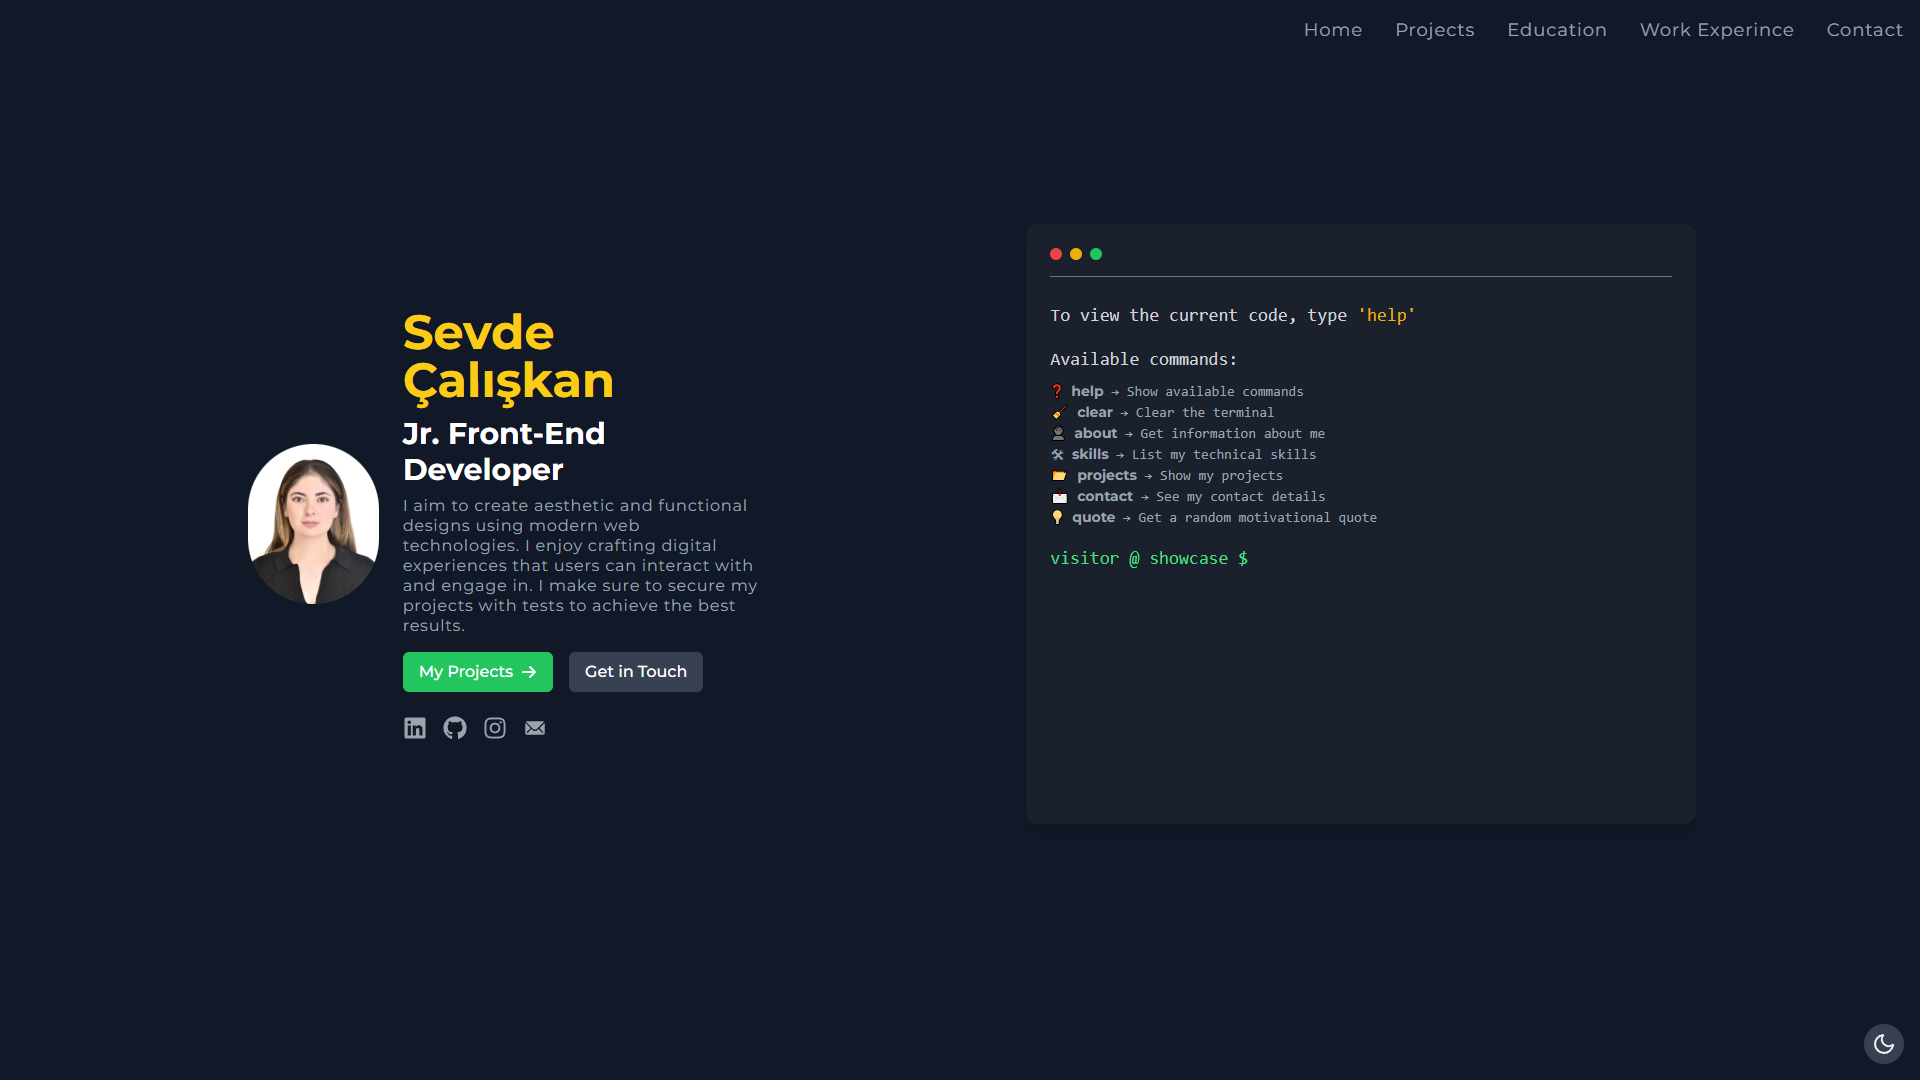 Home Projects Education Work Experince Contact
Sevde
Çalışkan
Jr. Front-End
Developer
I aim to create aesthetic and functional
designs using modern web
technologies. I enjoy crafting digital
experiences that users can interact with
and engage in. I make sure to secure my
projects with tests to achieve the best
results.
My Projects →
Get in Touch
To view the current code, type 'help'
Available commands:
❓ help → Show available commands
🧹 clear → Clear the terminal
👤 about → Get information about me
🛠 skills → List my technical skills
📂 projects → Show my projects
📩 contact → See my contact details
💡 quote → Get a random motivational quote
visitor @ showcase $